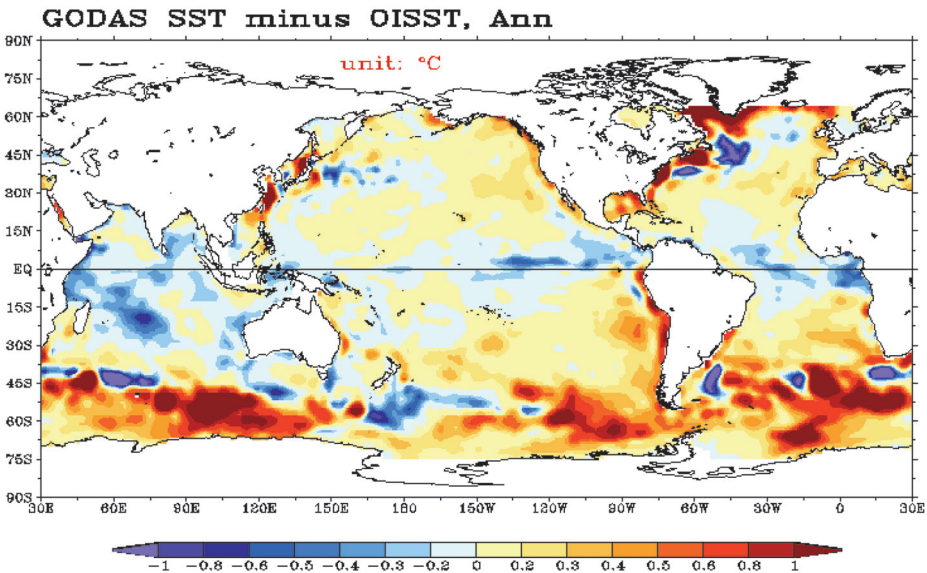 GODAS SST minus OISST, Ann
unit: °C
90N
75N
60N
45N
30N
15N
EQ
15S
30S
45S
60S
75S
90S
30E 60E 90E 120E 150E 180 150W 120W 90W 60W 30W 0 30E
-1 -0.8 -0.6 -0.5 -0.4 -0.3 -0.2 0 0.2 0.3 0.4 0.5 0.6 0.8 1